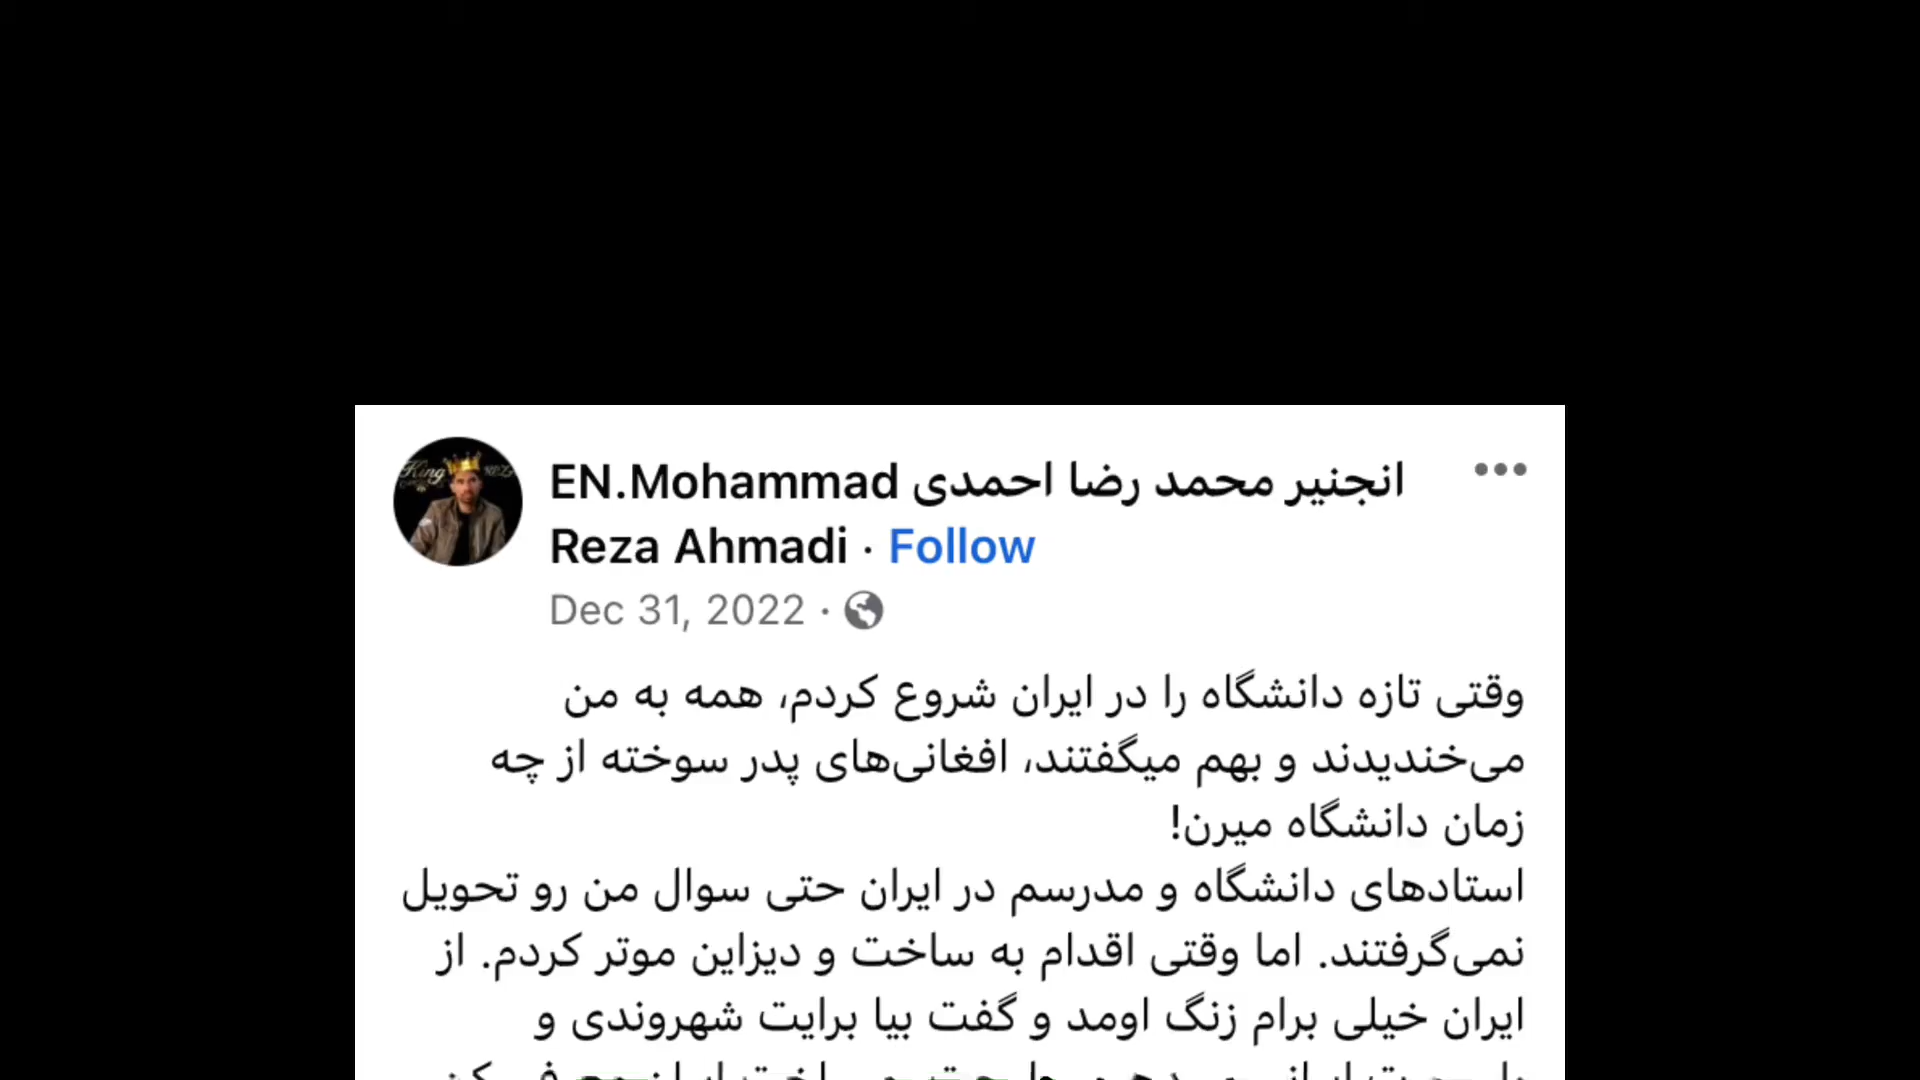 King
انجنیر محمد رضا احمدی EN.Mohammad
Reza Ahmadi · Follow
Dec 31, 2022 ·
وقتی تازه دانشگاه را در ایران شروع کردم، همه به من
می‌خندیدند و بهم میگفتند، افغانی‌های پدر سوخته از چه
زمان دانشگاه میرن!
استادهای دانشگاه و مدرسم در ایران حتی سوال من رو تحویل
نمی‌گرفتند. اما وقتی اقدام به ساخت و دیزاین موتر کردم. از
ایران خیلی برام زنگ اومد و گفت بیا برایت شهروندی و